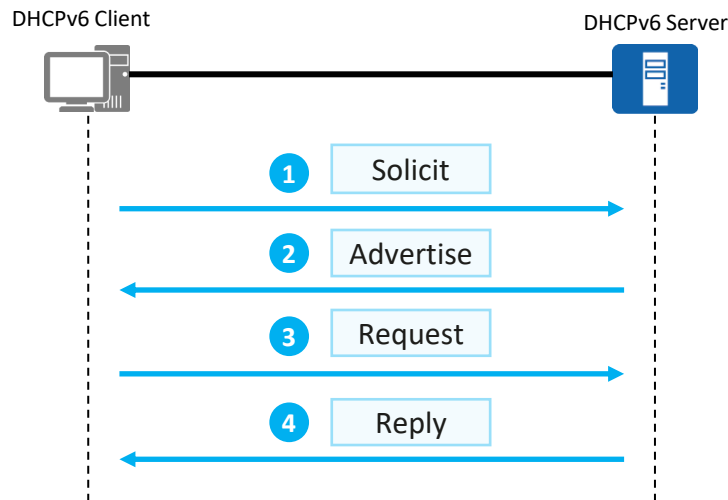 DHCPv6 Client
DHCPv6 Server
1 Solicit
2 Advertise
3 Request
4 Reply